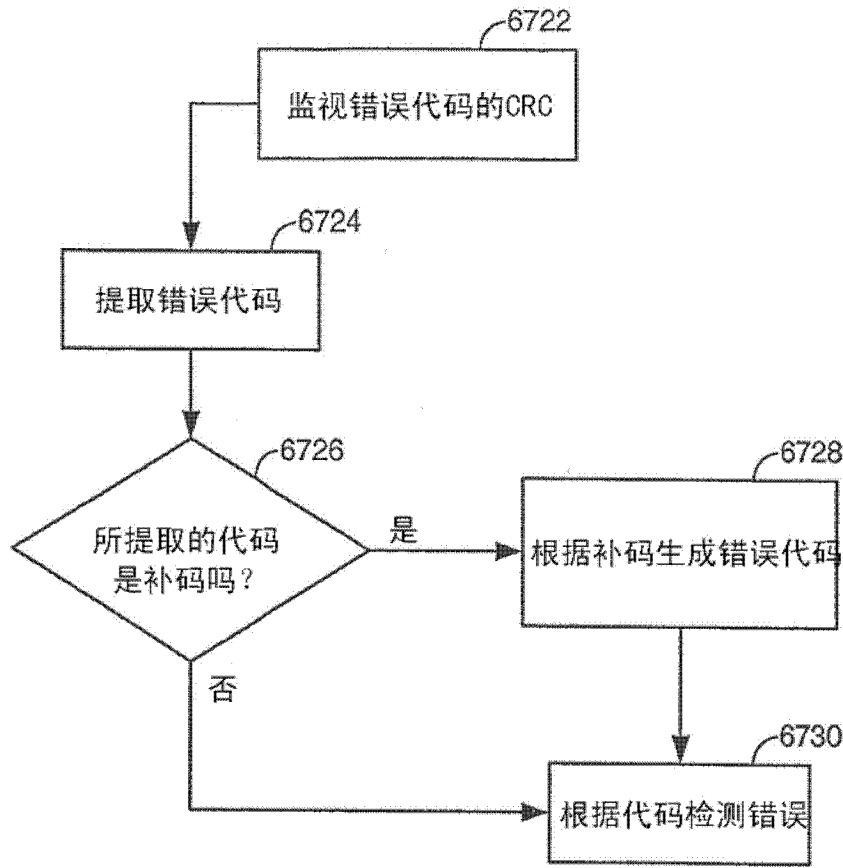 6722
监视错误代码的CRC
6724
提取错误代码
6726
所提取的代码
是补码吗?
是
6728
根据补码生成错误代码
否
6730
根据代码检测错误